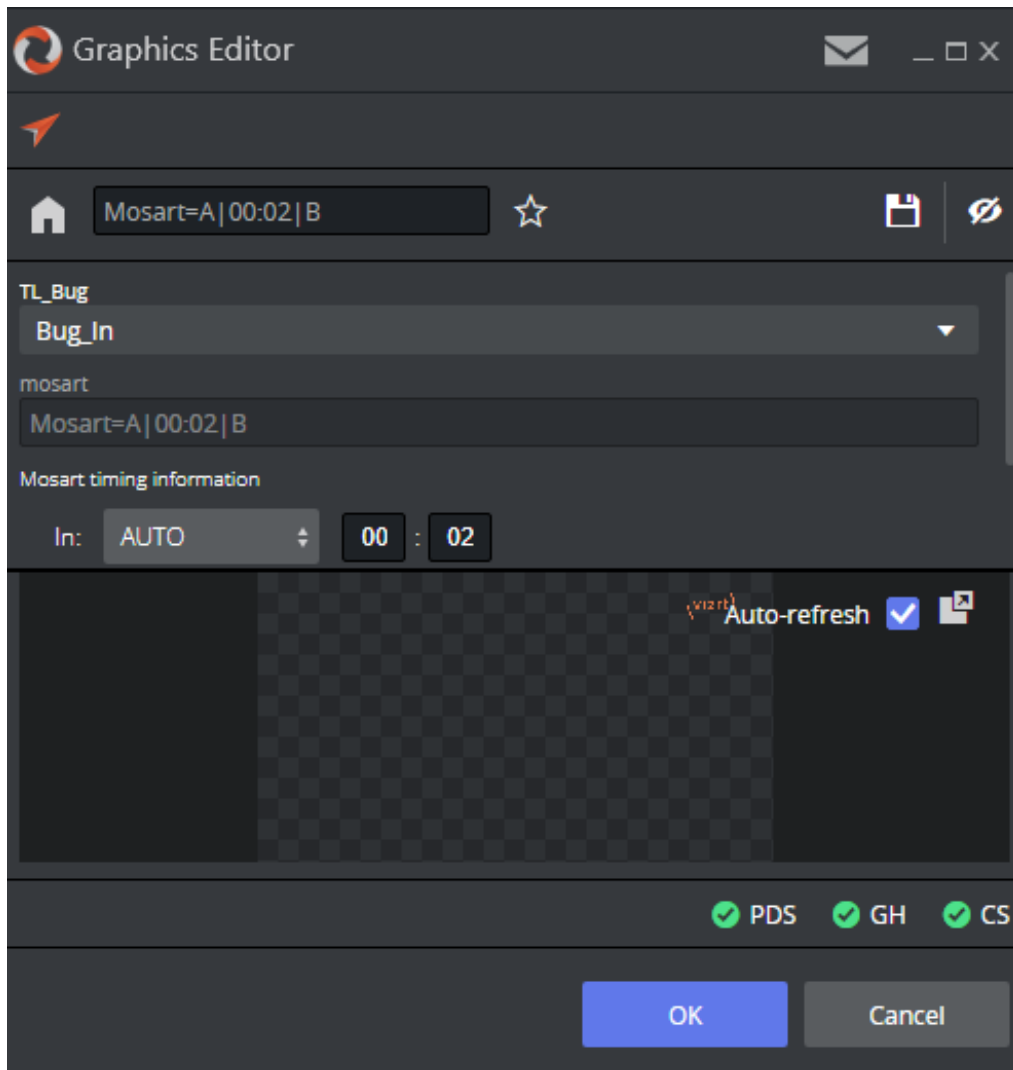 Graphics Editor
Mosart=A|00:02|B
TL_Bug
Bug_In
mosart
Mosart=A|00:02|B
Mosart timing information
In: AUTO 00 : 02
vizrt Auto-refresh
PDS GH CS
OK Cancel